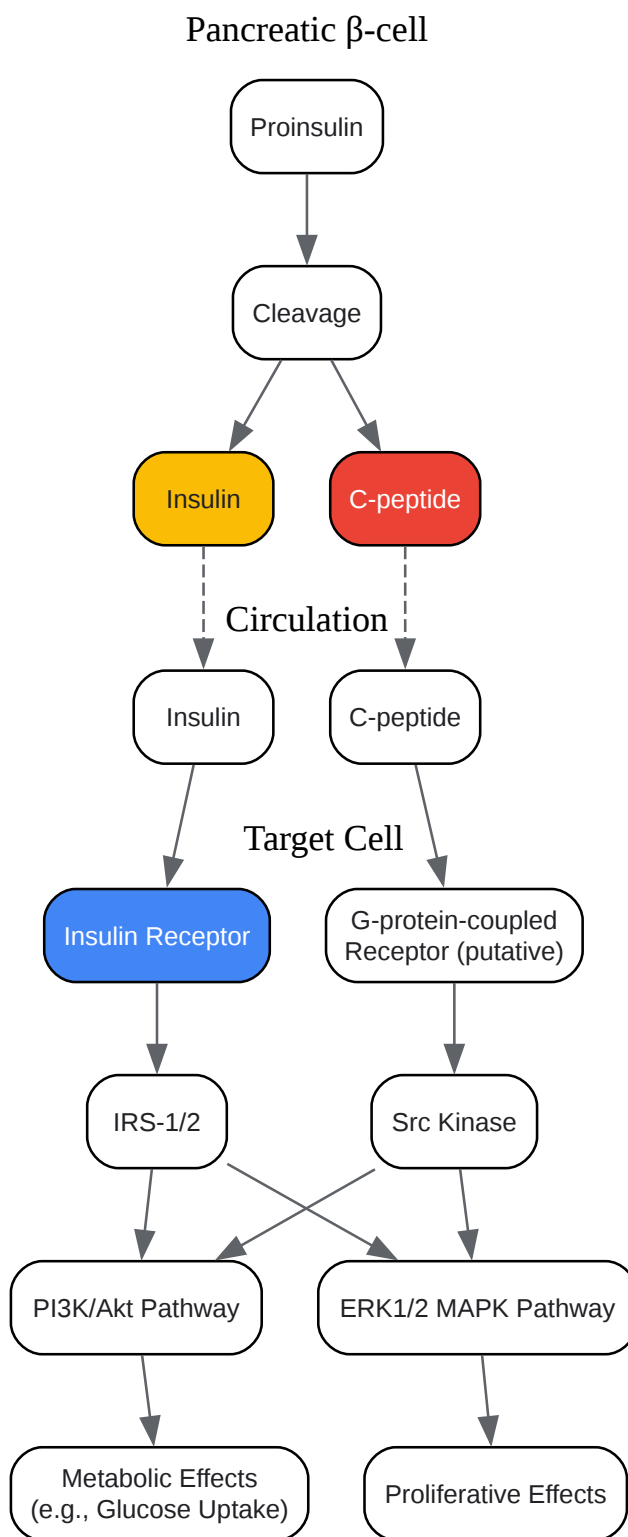 Pancreatic β-cell
Proinsulin
Cleavage
Insulin
C-peptide
Circulation
Insulin
C-peptide
Target Cell
Insulin Receptor
G-protein-coupled
Receptor (putative)
IRS-1/2
Src Kinase
PI3K/Akt Pathway
ERK1/2 MAPK Pathway
Metabolic Effects
(e.g., Glucose Uptake)
Proliferative Effects